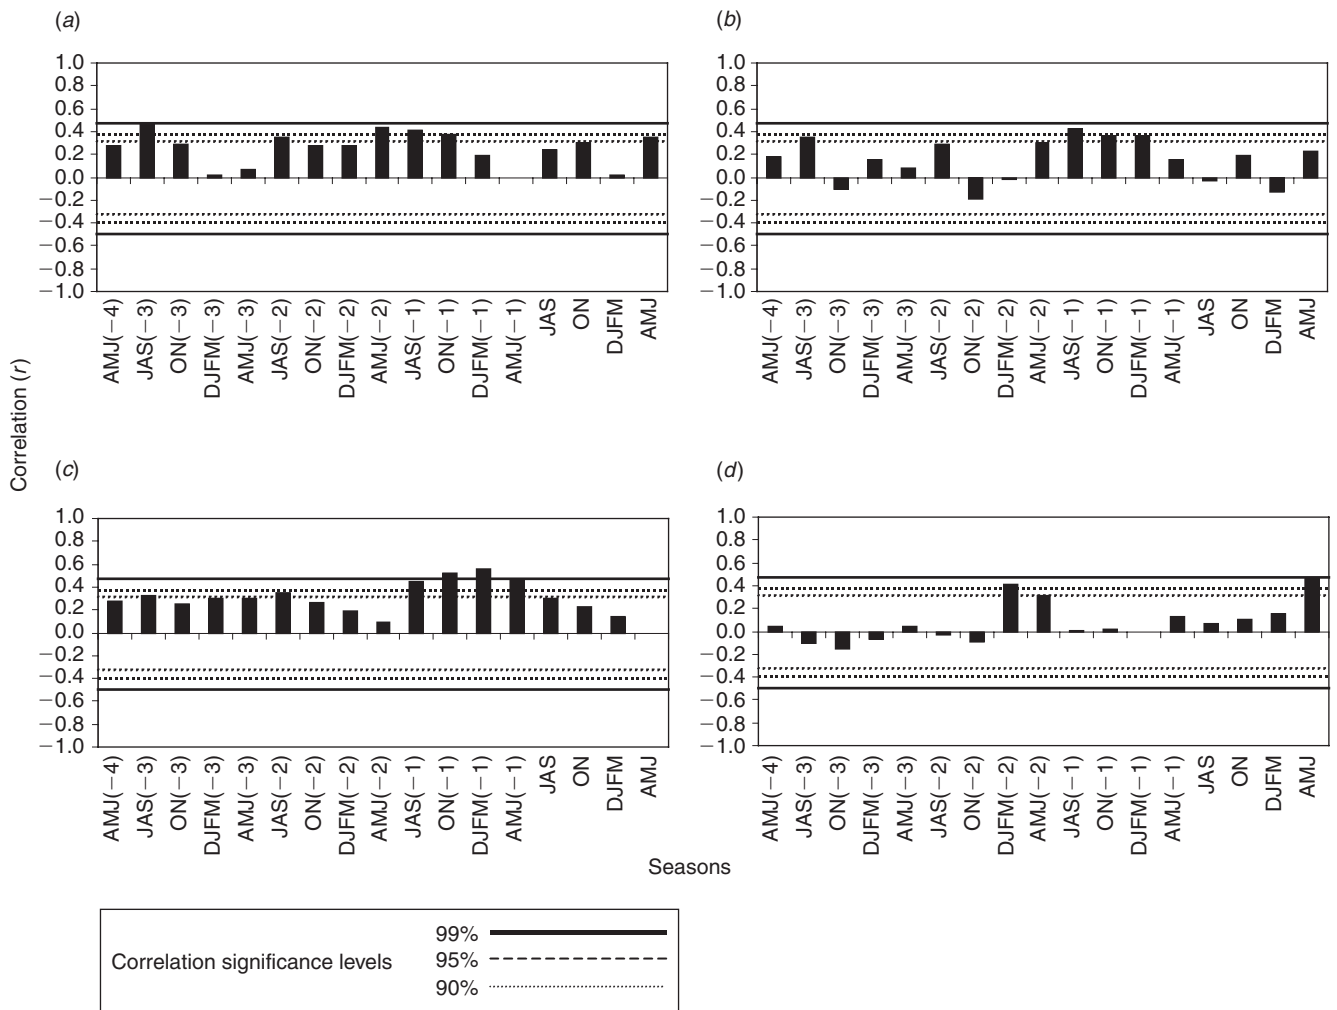 (a)
1.0
0.8
0.6
0.4
0.2
0.0
−0.2
−0.4
−0.6
−0.8
−1.0
AMJ(−4)
JAS(−3)
ON(−3)
DJFM(−3)
AMJ(−3)
JAS(−2)
ON(−2)
DJFM(−2)
AMJ(−2)
JAS(−1)
ON(−1)
DJFM(−1)
AMJ(−1)
JAS
ON
DJFM
AMJ
(b)
1.0
0.8
0.6
0.4
0.2
0.0
−0.2
−0.4
−0.6
−0.8
−1.0
AMJ(−4)
JAS(−3)
ON(−3)
DJFM(−3)
AMJ(−3)
JAS(−2)
ON(−2)
DJFM(−2)
AMJ(−2)
JAS(−1)
ON(−1)
DJFM(−1)
AMJ(−1)
JAS
ON
DJFM
AMJ
Correlation (r)
(c)
1.0
0.8
0.6
0.4
0.2
0.0
−0.2
−0.4
−0.6
−0.8
−1.0
AMJ(−4)
JAS(−3)
ON(−3)
DJFM(−3)
AMJ(−3)
JAS(−2)
ON(−2)
DJFM(−2)
AMJ(−2)
JAS(−1)
ON(−1)
DJFM(−1)
AMJ(−1)
JAS
ON
DJFM
AMJ
(d)
1.0
0.8
0.6
0.4
0.2
0.0
−0.2
−0.4
−0.6
−0.8
−1.0
AMJ(−4)
JAS(−3)
ON(−3)
DJFM(−3)
AMJ(−3)
JAS(−2)
ON(−2)
DJFM(−2)
AMJ(−2)
JAS(−1)
ON(−1)
DJFM(−1)
AMJ(−1)
JAS
ON
DJFM
AMJ
Seasons
Correlation significance levels
99%
95%
90%